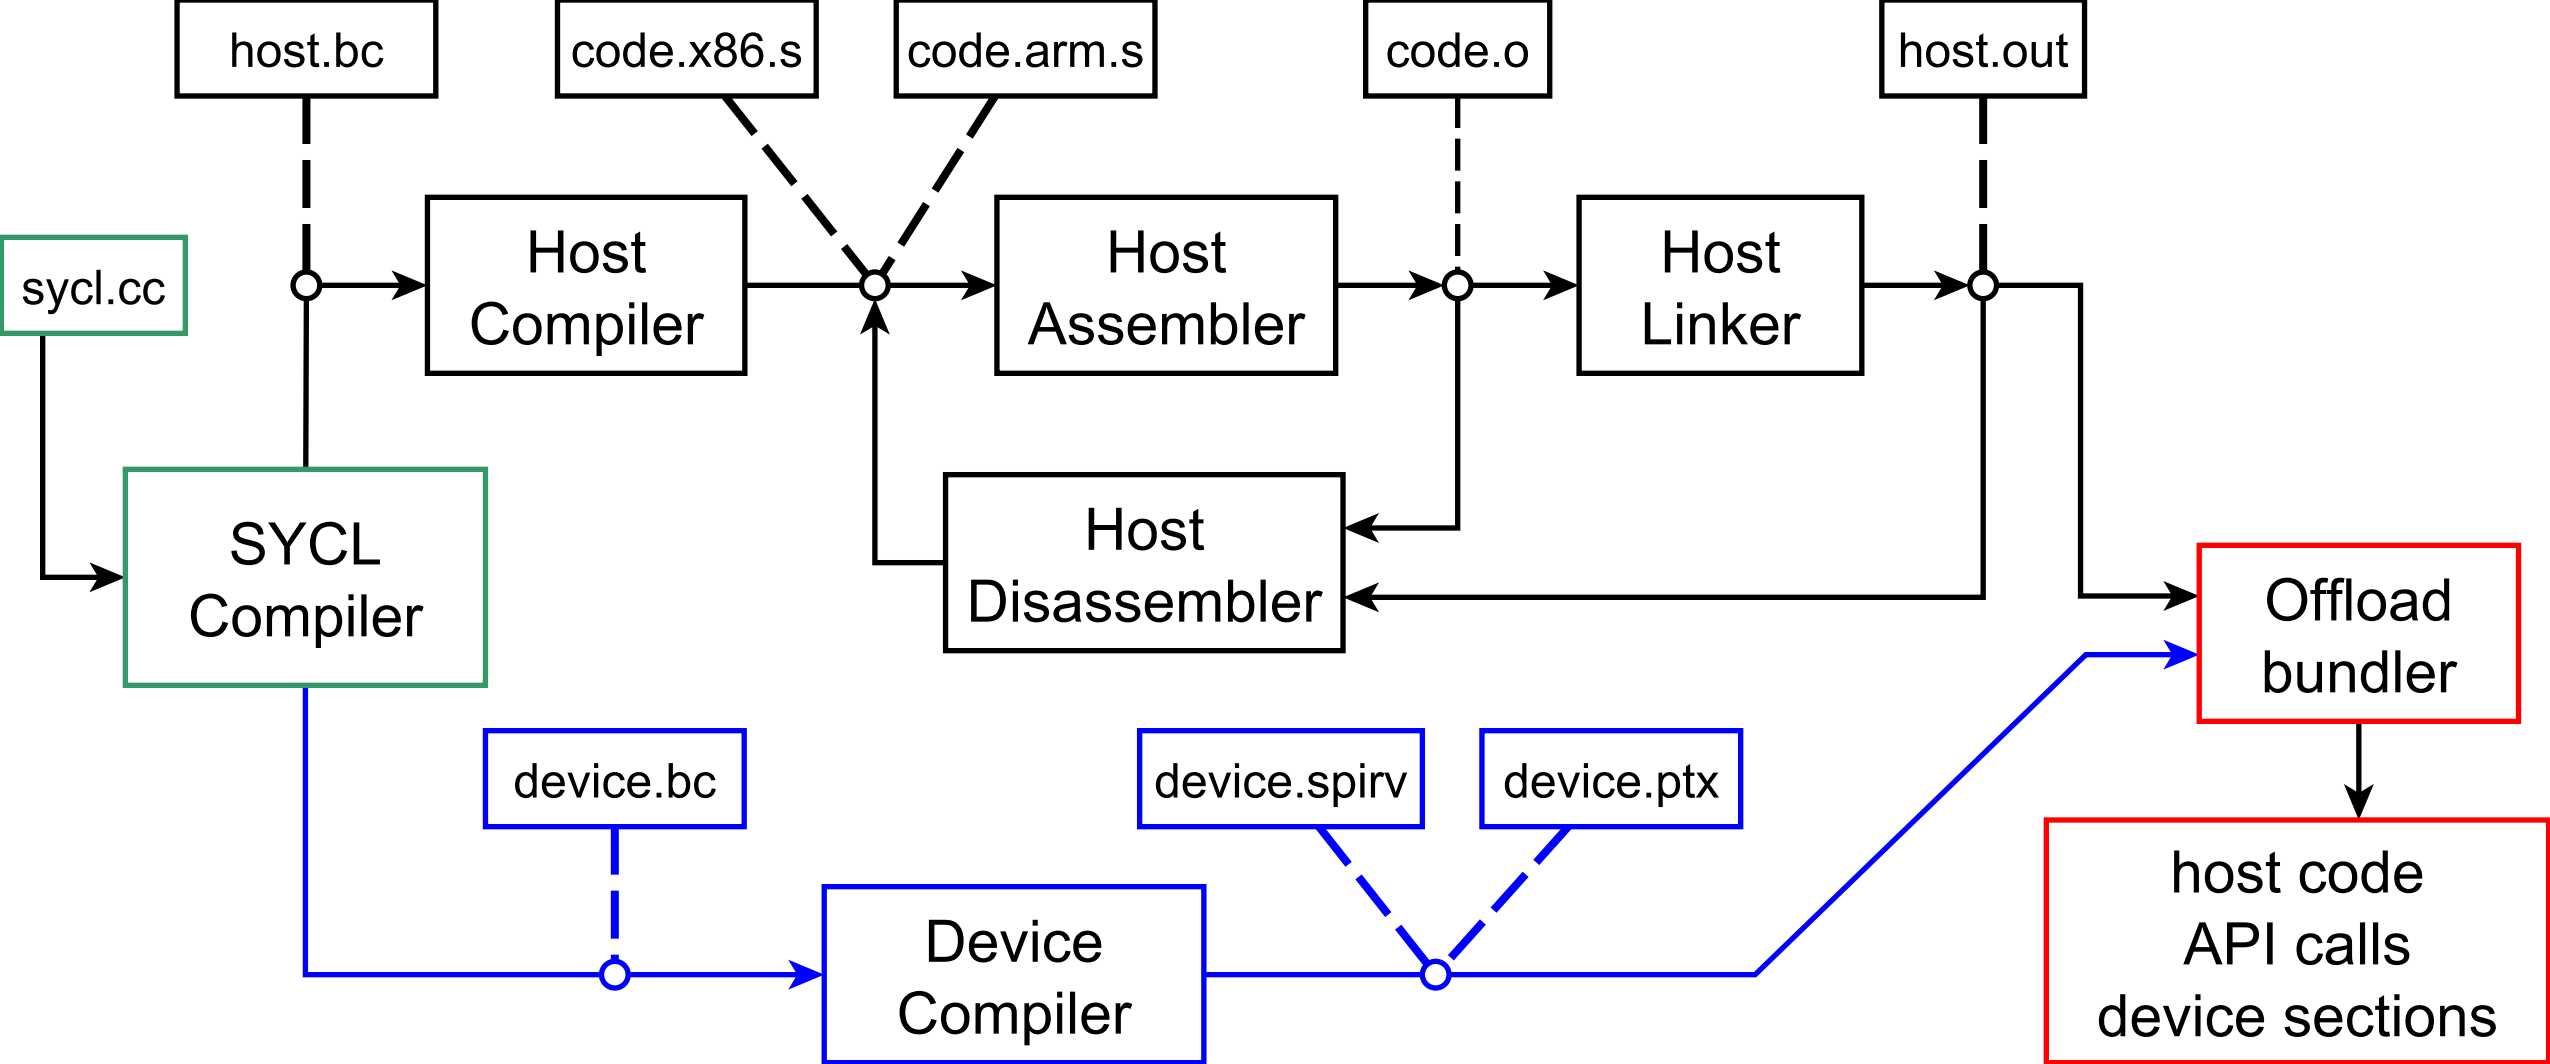 host.bc
code.x86.s
code.arm.s
code.o
host.out
sycl.cc
Host
Compiler
Host
Assembler
Host
Linker
SYCL
Compiler
Host
Disassembler
Offload
bundler
device.bc
device.spirv
device.ptx
Device
Compiler
host code
API calls
device sections